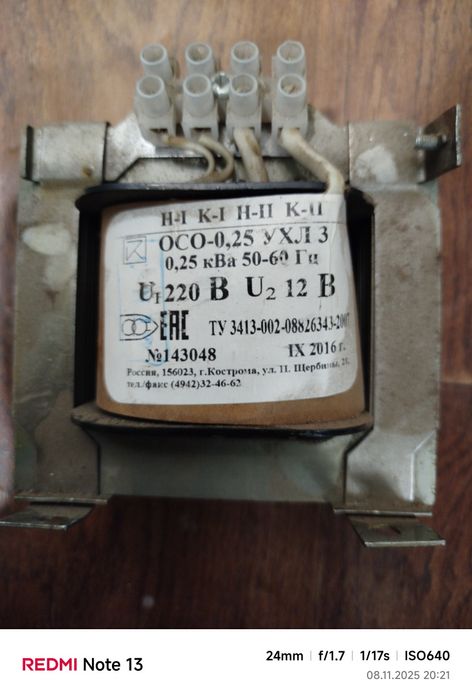 Н-I К-I Н-II К-II
ОСО-0,25 УХЛ 3
0,25 кВа 50-60 Гц
U₁ 220 В U₂ 12 В
ЕАС ТУ 3413-002-08826343-2007
№143048 IX 2016 г.
Россия, 156023, г.Кострома, ул. П. Щербины, 23.
тел./факс (4942)32-46-62
REDMI Note 13
24mm | f/1.7 | 1/17s | ISO640
08.11.2025 20:21